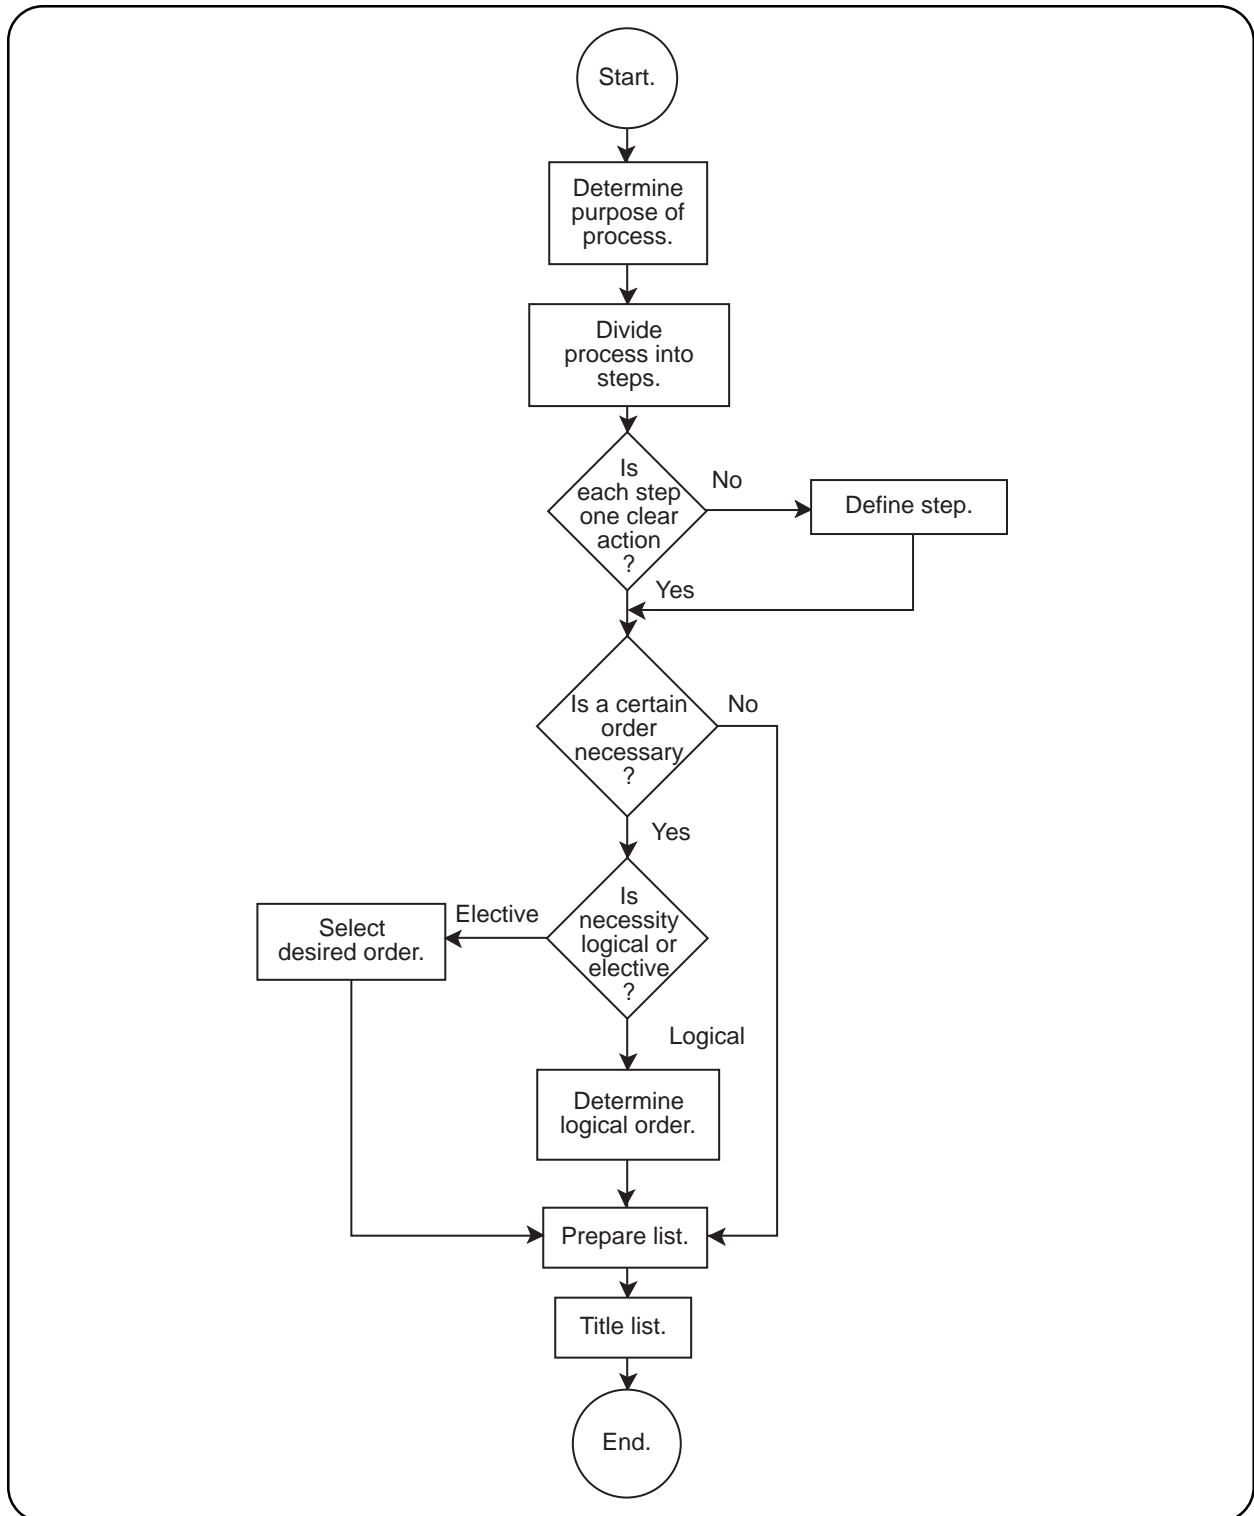 Start.
Determine
purpose of
process.
Divide
process into
steps.
Is
each step
one clear
action
?
No
Define step.
Yes
Is a certain
order
necessary
?
No
Yes
Is
necessity
logical or
elective
?
Elective
Select
desired order.
Logical
Determine
logical order.
Prepare list.
Title list.
End.